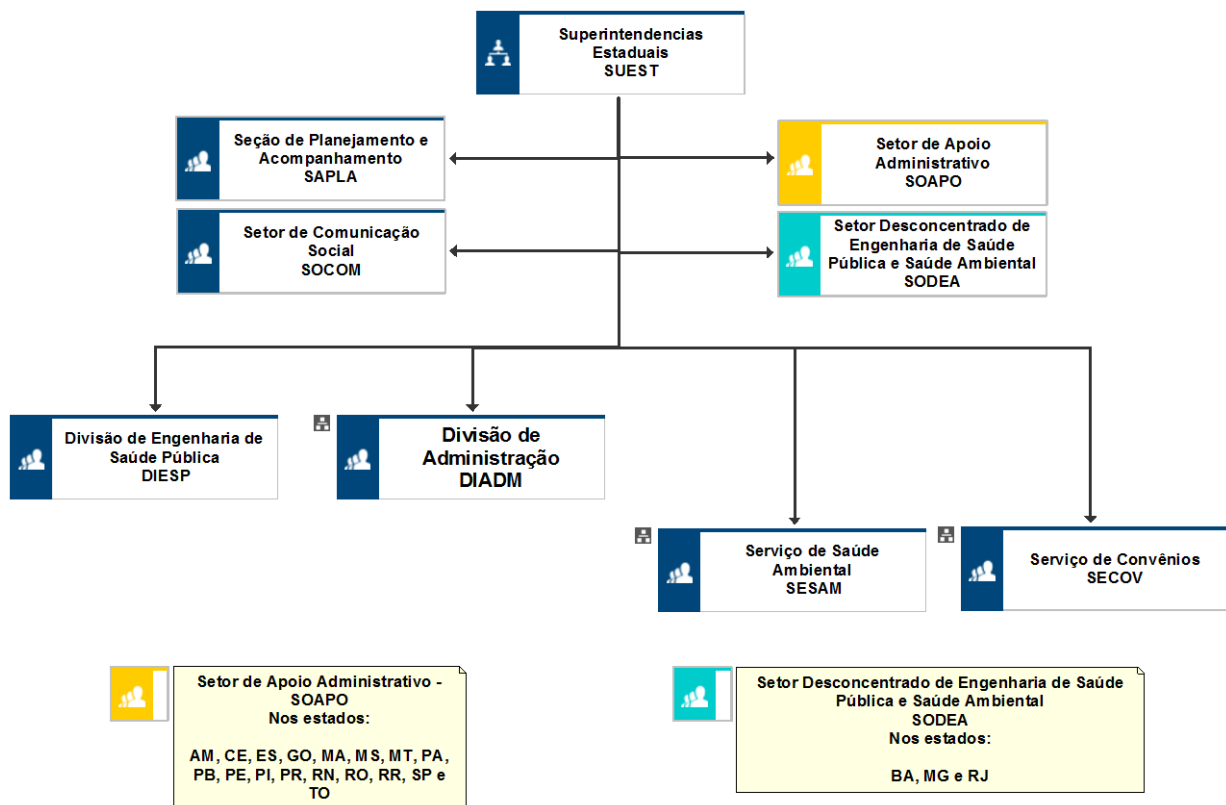 Superintendencias
Estaduais
SUEST
Seção de Planejamento e
Acompanhamento
SAPLA
Setor de Apoio
Administrativo
SOAPO
Setor de Comunicação
Social
SOCOM
Setor Desconcentrado de
Engenharia de Saúde
Pública e Saúde Ambiental
SODEA
Divisão de Engenharia de
Saúde Pública
DIESP
Divisão de
Administração
DIADM
Serviço de Saúde
Ambiental
SESAM
Serviço de Convênios
SECOV
Setor de Apoio Administrativo -
SOAPO
Nos estados:
AM, CE, ES, GO, MA, MS, MT, PA,
PB, PE, PI, PR, RN, RO, RR, SP e
TO
Setor Desconcentrado de Engenharia de Saúde
Pública e Saúde Ambiental
SODEA
Nos estados:
BA, MG e RJ